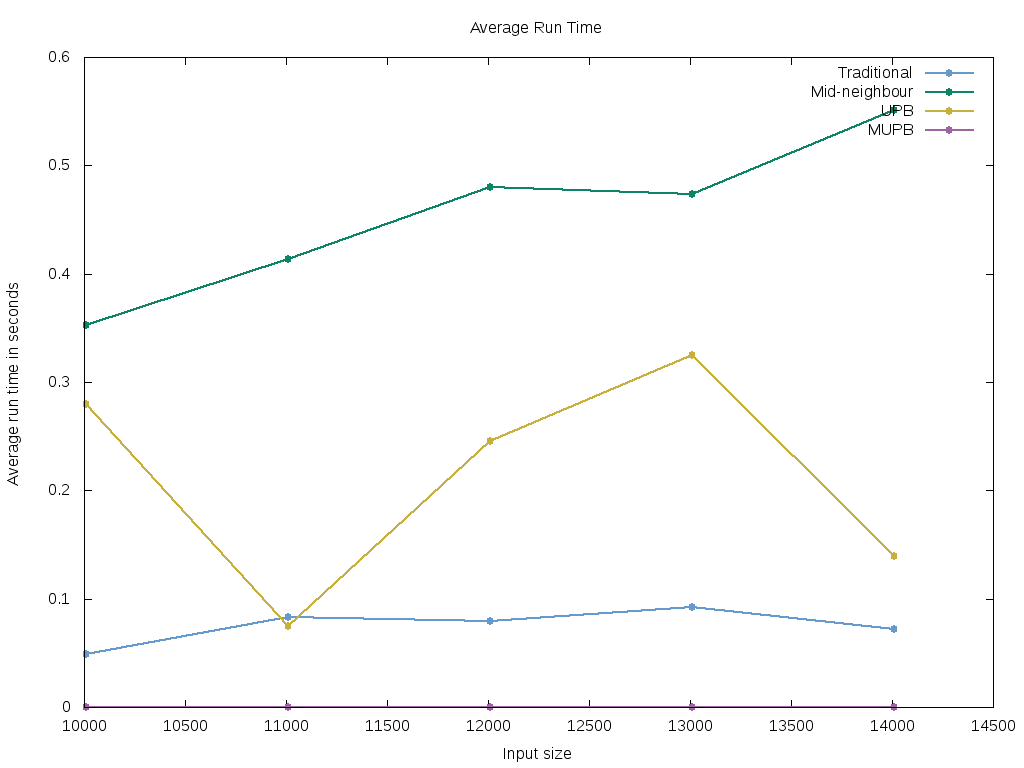 Average Run Time
0.6
0.5
0.4
0.3
0.2
0.1
0
Average run time in seconds
Traditional
Mid-neighbour
UPB
MUPB
10000 10500 11000 11500 12000 12500 13000 13500 14000 14500
Input size